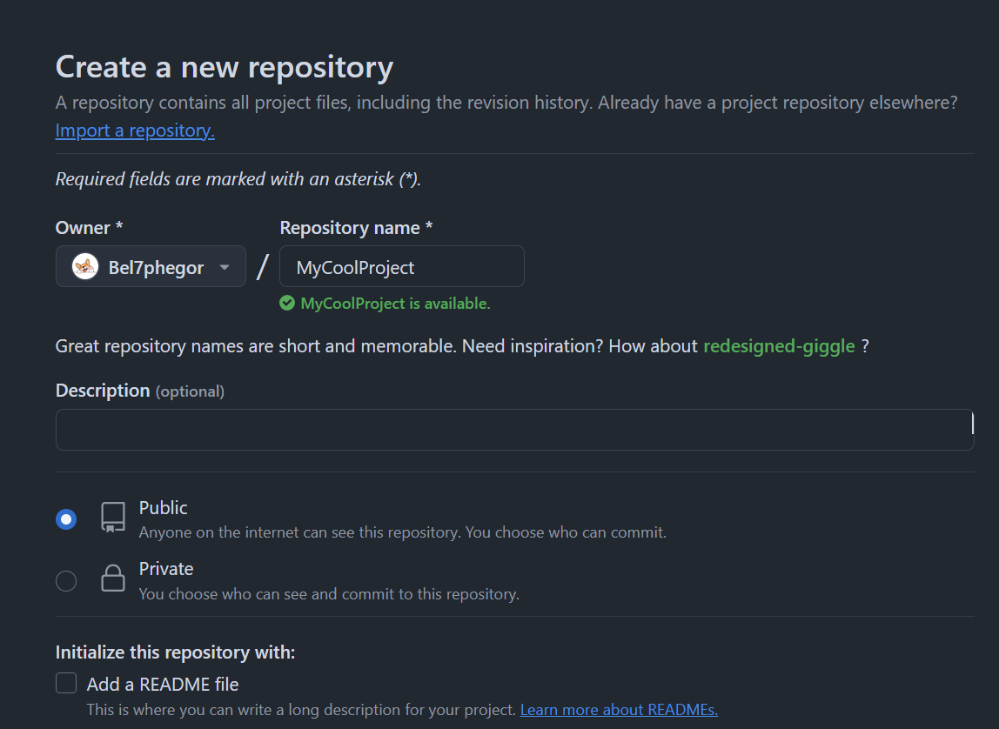 Create a new repository
A repository contains all project files, including the revision history. Already have a project repository elsewhere?
Import a repository.
Required fields are marked with an asterisk (*).
Owner *
Repository name *
Bel7phegor
/
MyCoolProject
MyCoolProject is available.
Great repository names are short and memorable. Need inspiration? How about redesigned-giggle ?
Description (optional)
Public
Anyone on the internet can see this repository. You choose who can commit.
Private
You choose who can see and commit to this repository.
Initialize this repository with:
Add a README file
This is where you can write a long description for your project. Learn more about READMEs.